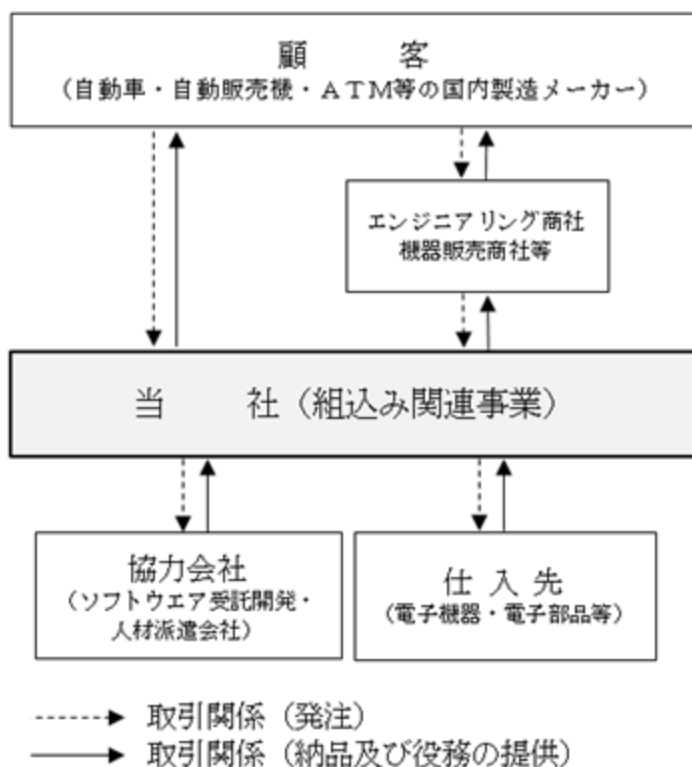 顧　　　客
（自動車・自動販売機・ＡＴＭ等の国内製造メーカー）
エンジニアリング商社
機器販売商社等
当　　　社（組込み関連事業）
協力会社
（ソフトウエア受託開発・
人材派遣会社）
仕 入 先
（電子機器・電子部品等）
取引関係（発注）
取引関係（納品及び役務の提供）